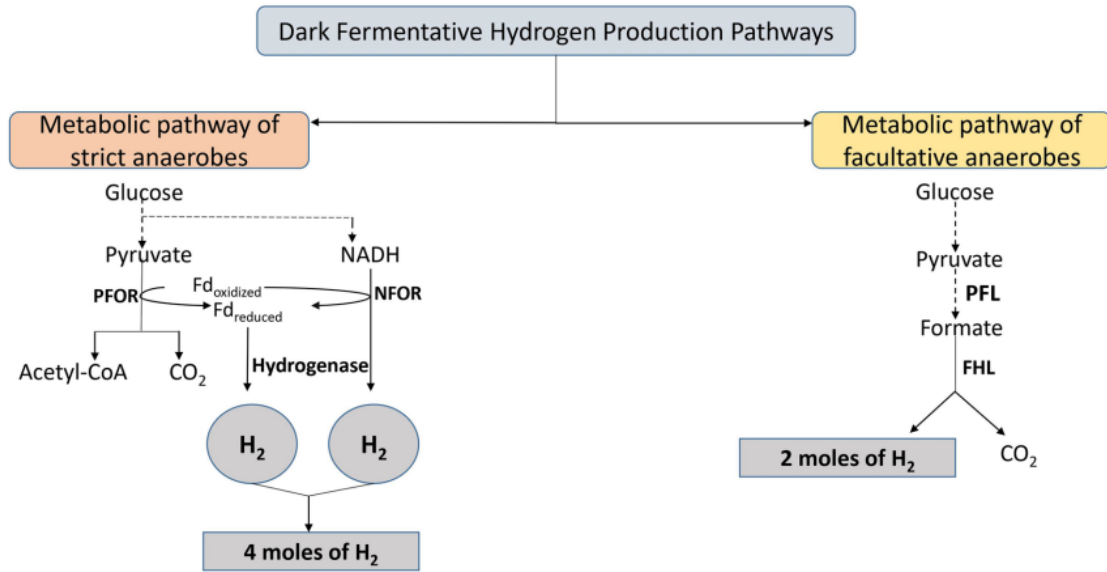 Dark Fermentative Hydrogen Production Pathways
Metabolic pathway of
strict anaerobes
Glucose
Pyruvate
NADH
PFOR
Fd_oxidized
NFOR
Fd_reduced
Acetyl-CoA
CO₂
Hydrogenase
H₂
H₂
4 moles of H₂
Metabolic pathway of
facultative anaerobes
Glucose
Pyruvate
PFL
Formate
FHL
2 moles of H₂
CO₂